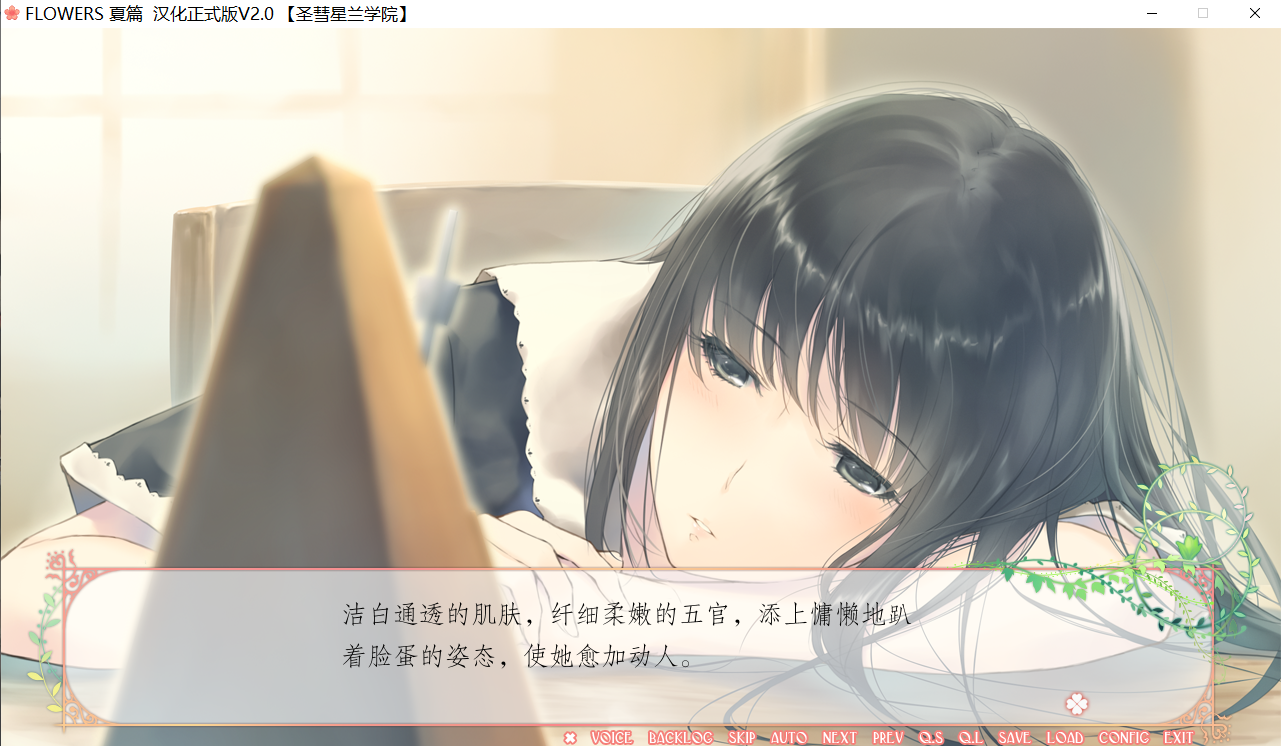 FLOWERS 夏篇 汉化正式版V2.0 【圣彗星兰学院】
洁白通透的肌肤，纤细柔嫩的五官，添上慵懒地趴
着脸蛋的姿态，使她愈加动人。
VOICE BACKLOG SKIP AUTO NEXT PREV Q.S Q.L SAVE LOAD CONFIG EXIT